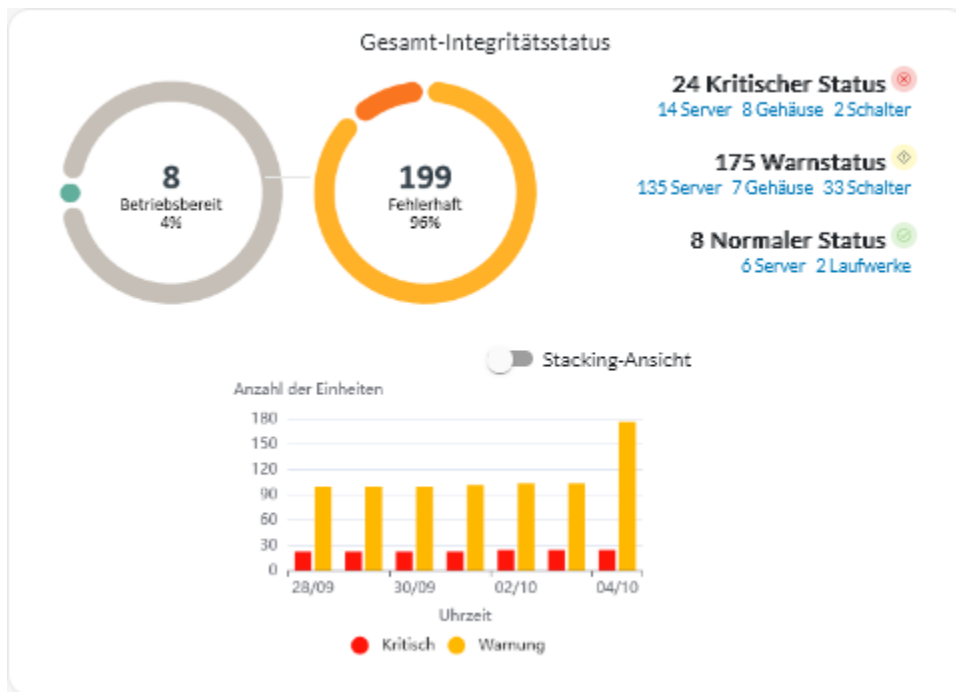 Gesamt-Integritätsstatus
8
Betriebsbereit
4%
199
Fehlerhaft
96%
24 Kritischer Status
14 Server 8 Gehäuse 2 Schalter
175 Warnstatus
135 Server 7 Gehäuse 33 Schalter
8 Normaler Status
6 Server 2 Laufwerke
Stacking-Ansicht
Anzahl der Einheiten
180
150
120
90
60
30
0
28/09 30/09 02/10 04/10
Uhrzeit
Kritisch Warnung